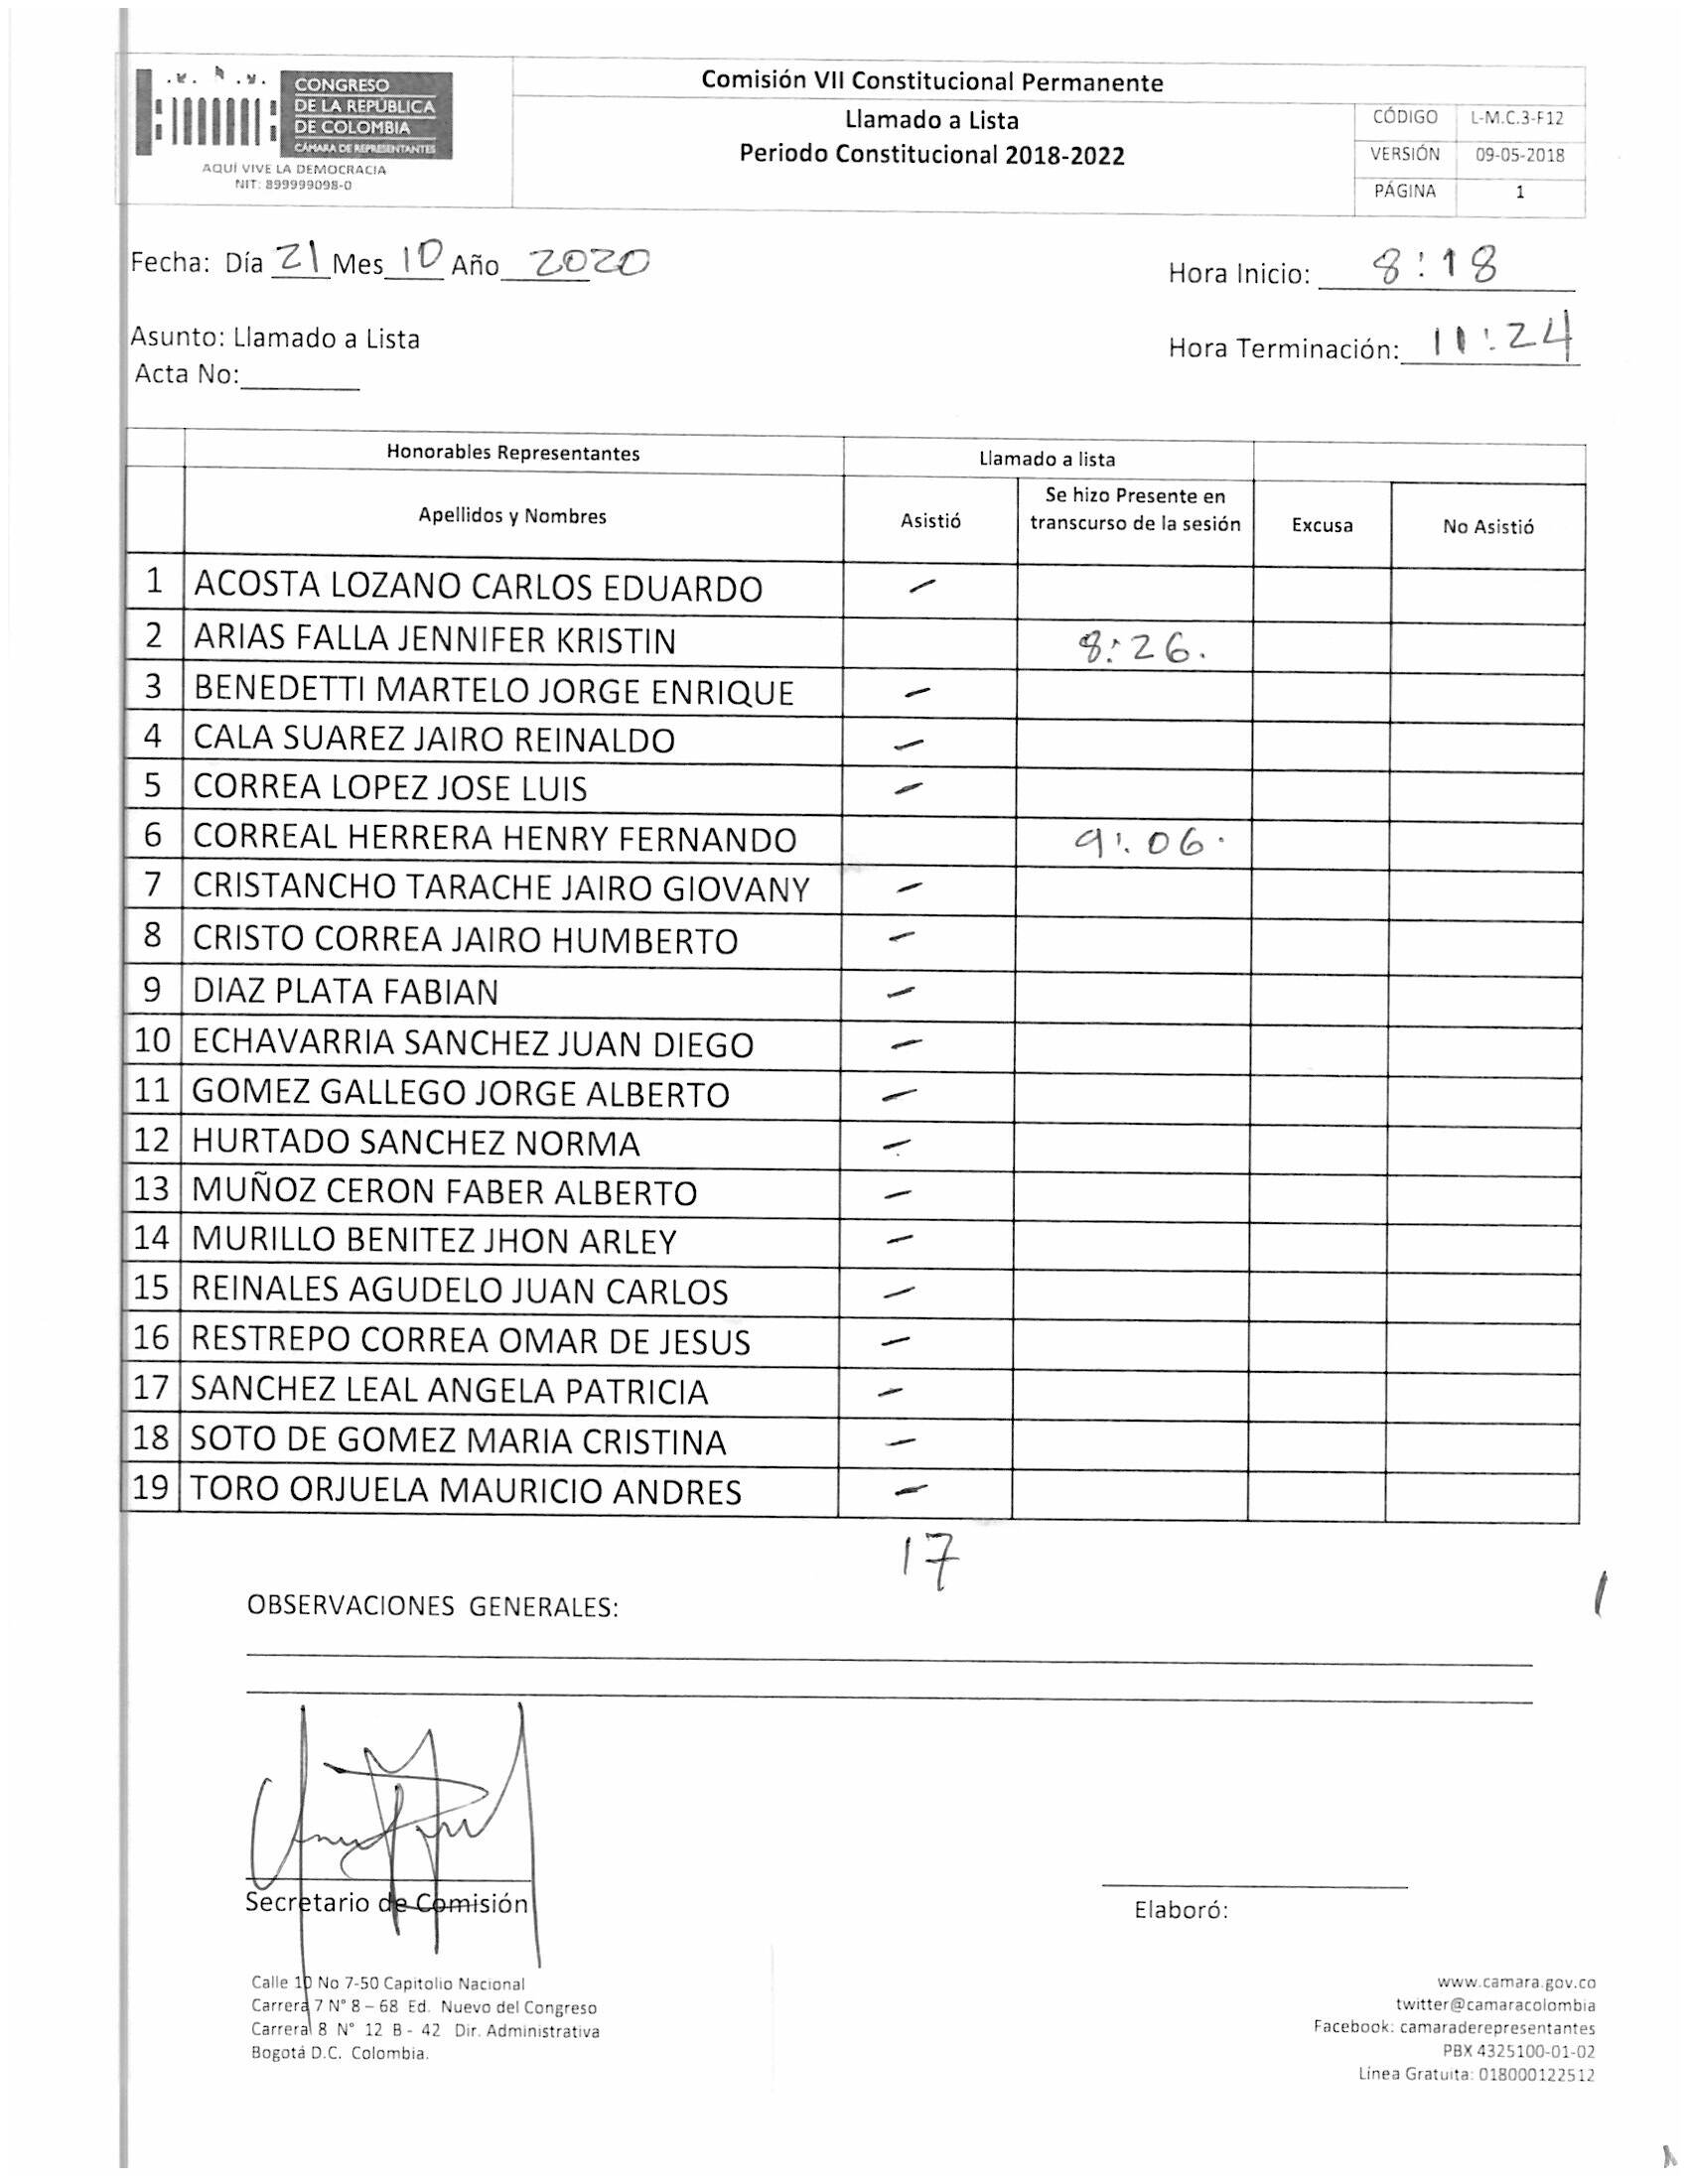 CONGRESO
DE LA REPÚBLICA
DE COLOMBIA
CÁMARA DE REPRESENTANTES
AQUÍ VIVE LA DEMOCRACIA
NIT: 899999098-0
Comisión VII Constitucional Permanente
Llamado a Lista
Periodo Constitucional 2018-2022
CÓDIGO L-M.C.3-F12
VERSIÓN 09-05-2018
PÁGINA 1
Fecha: Día 21 Mes 10 Año 2020
Hora Inicio: 8:18
Asunto: Llamado a Lista
Hora Terminación: 11:24
Acta No:
Honorables Representantes Llamado a lista
Apellidos y Nombres Asistió Se hizo Presente en transcurso de la sesión Excusa No Asistió
1 ACOSTA LOZANO CARLOS EDUARDO –
2 ARIAS FALLA JENNIFER KRISTIN 8:26.
3 BENEDETTI MARTELO JORGE ENRIQUE –
4 CALA SUAREZ JAIRO REINALDO –
5 CORREA LOPEZ JOSE LUIS –
6 CORREAL HERRERA HENRY FERNANDO 9:06.
7 CRISTANCHO TARACHE JAIRO GIOVANY –
8 CRISTO CORREA JAIRO HUMBERTO –
9 DIAZ PLATA FABIAN –
10 ECHAVARRIA SANCHEZ JUAN DIEGO –
11 GOMEZ GALLEGO JORGE ALBERTO –
12 HURTADO SANCHEZ NORMA –
13 MUÑOZ CERON FABER ALBERTO –
14 MURILLO BENITEZ JHON ARLEY –
15 REINALES AGUDELO JUAN CARLOS –
16 RESTREPO CORREA OMAR DE JESUS –
17 SANCHEZ LEAL ANGELA PATRICIA –
18 SOTO DE GOMEZ MARIA CRISTINA –
19 TORO ORJUELA MAURICIO ANDRES –
17
OBSERVACIONES GENERALES:
Secretario de Comisión
Elaboró:
Calle 10 No 7-50 Capitolio Nacional
Carrera 7 N° 8 – 68 Ed. Nuevo del Congreso
Carrera 8 N° 12 B - 42 Dir. Administrativa
Bogotá D.C. Colombia.
www.camara.gov.co
twitter@camaracolombia
Facebook: camaraderepresentantes
PBX 4325100-01-02
Línea Gratuita: 018000122512